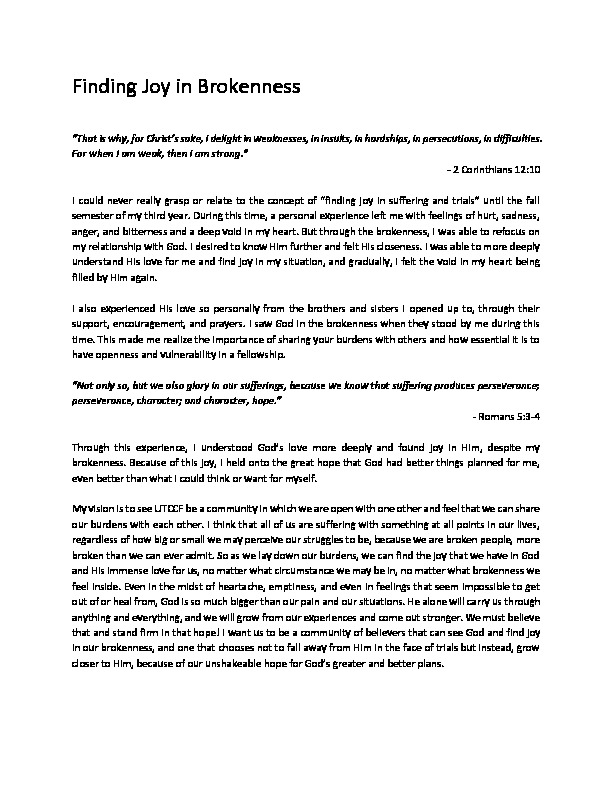 Finding Joy in Brokenness
"That is why, for Christ's sake, I delight in weaknesses, in insults, in hardships, in persecutions, in difficulties.
For when I am weak, then I am strong."
- 2 Corinthians 12:10
I could never really grasp or relate to the concept of "finding joy in suffering and trials" until the fall
semester of my third year. During this time, a personal experience left me with feelings of hurt, sadness,
anger, and bitterness and a deep void in my heart. But through the brokenness, I was able to refocus on
my relationship with God. I desired to know Him further and felt His closeness. I was able to more deeply
understand His love for me and find joy in my situation, and gradually, I felt the void in my heart being
filled by Him again.
I also experienced His love so personally from the brothers and sisters I opened up to, through their
support, encouragement, and prayers. I saw God in the brokenness when they stood by me during this
time. This made me realize the importance of sharing your burdens with others and how essential it is to
have openness and vulnerability in a fellowship.
"Not only so, but we also glory in our sufferings, because we know that suffering produces perseverance;
perseverance, character; and character, hope."
- Romans 5:3-4
Through this experience, I understood God's love more deeply and found joy in Him, despite my
brokenness. Because of this joy, I held onto the great hope that God had better things planned for me,
even better than what I could think or want for myself.
My vision is to see UTCCF be a community in which we are open with one other and feel that we can share
our burdens with each other. I think that all of us are suffering with something at all points in our lives,
regardless of how big or small we may perceive our struggles to be, because we are broken people, more
broken than we can ever admit. So as we lay down our burdens, we can find the joy that we have in God
and His immense love for us, no matter what circumstance we may be in, no matter what brokenness we
feel inside. Even in the midst of heartache, emptiness, and even in feelings that seem impossible to get
out of or heal from, God is so much bigger than our pain and our situations. He alone will carry us through
anything and everything, and we will grow from our experiences and come out stronger. We must believe
that and stand firm in that hope! I want us to be a community of believers that can see God and find joy
in our brokenness, and one that chooses not to fall away from Him in the face of trials but instead, grow
closer to Him, because of our unshakeable hope for God's greater and better plans.